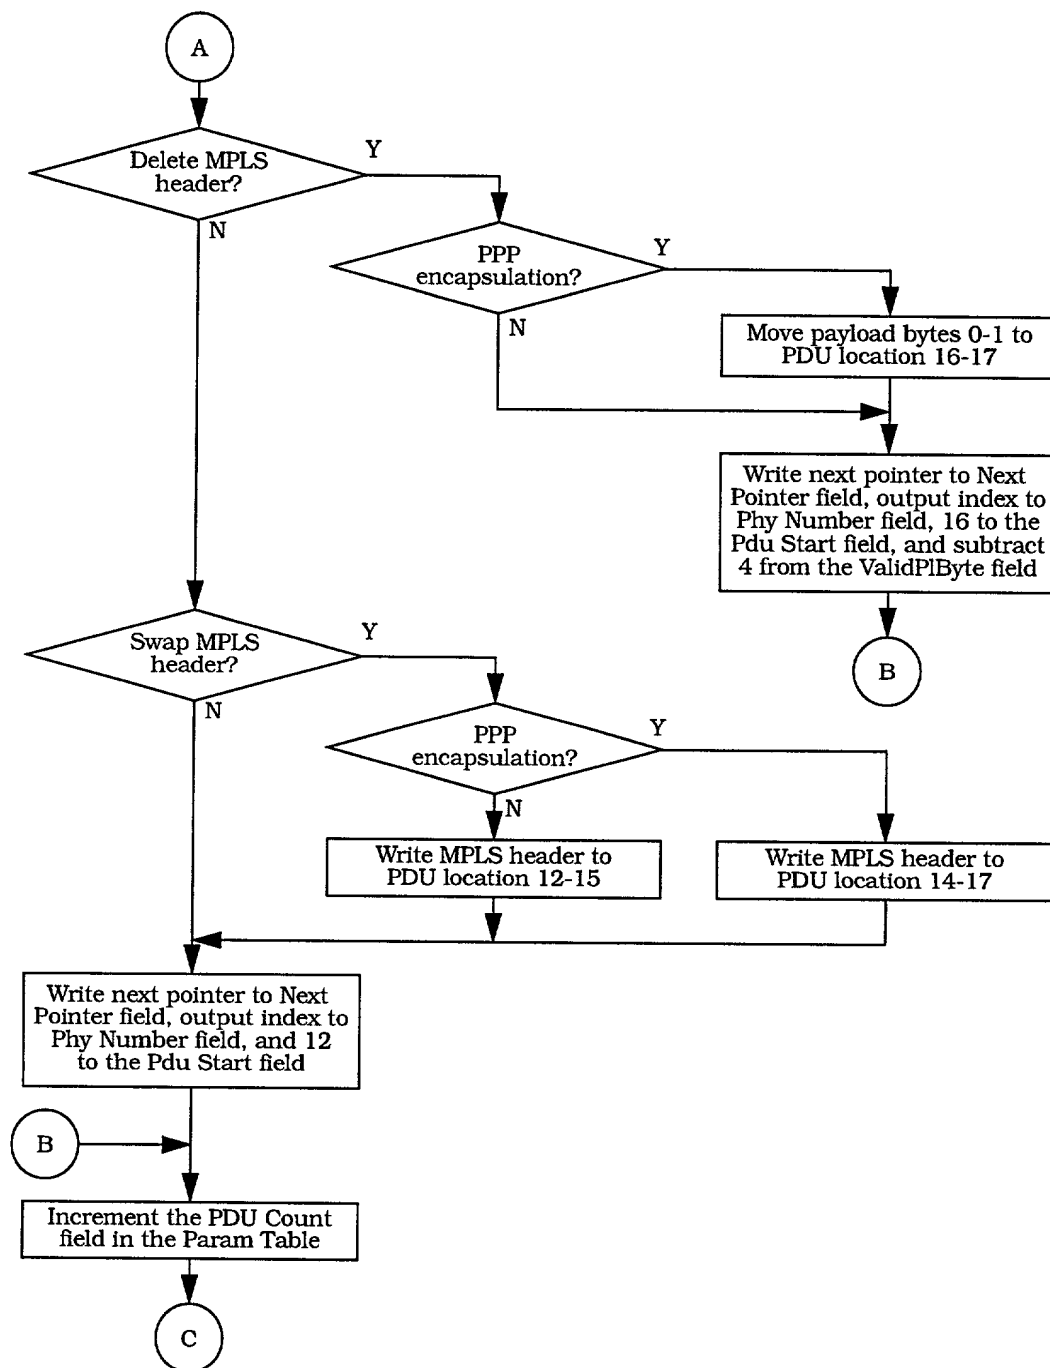 A
Delete MPLS
header?
Y
N
PPP
encapsulation?
Y
N
Move payload bytes 0-1 to
PDU location 16-17
Write next pointer to Next
Pointer field, output index to
Phy Number field, 16 to the
Pdu Start field, and subtract
4 from the ValidPlByte field
B
Swap MPLS
header?
Y
N
PPP
encapsulation?
Y
N
Write MPLS header to
PDU location 12-15
Write MPLS header to
PDU location 14-17
Write next pointer to Next
Pointer field, output index to
Phy Number field, and 12
to the Pdu Start field
B
Increment the PDU Count
field in the Param Table
C